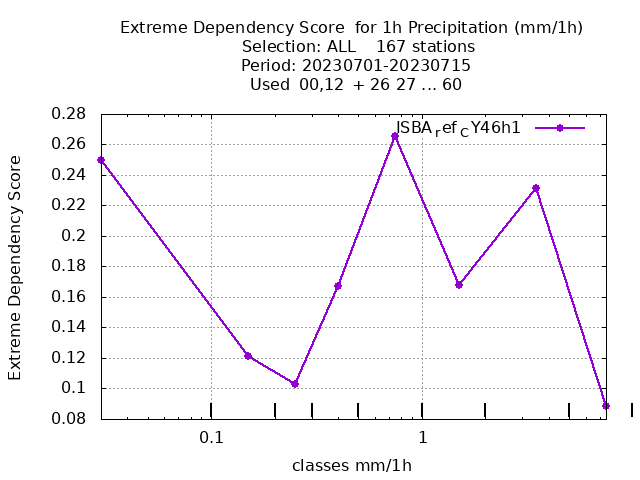 Extreme Dependency Score  for 1h Precipitation (mm/1h)
Selection: ALL    167 stations
Period: 20230701-20230715
Used  00,12  + 26 27 ... 60
ISBArefCY46h1
0.28
0.26
0.24
0.22
0.2
0.18
0.16
0.14
0.12
0.1
0.08
Extreme Dependency Score
0.1
1
classes mm/1h